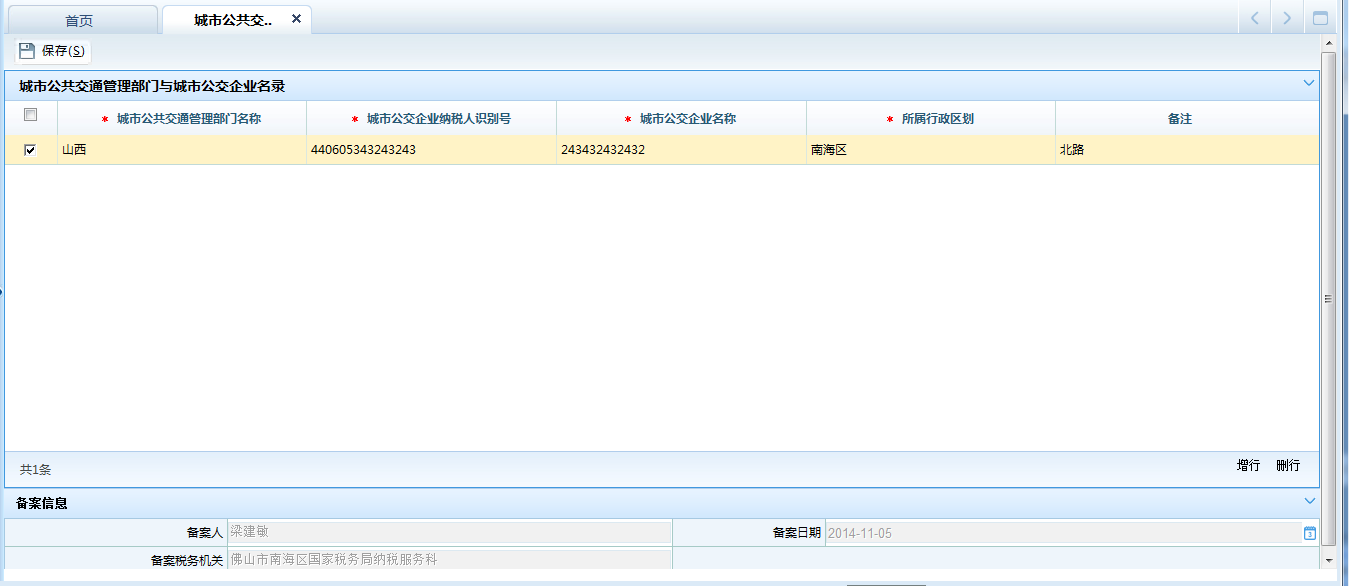 首页 城市公共交..
保存(S)
城市公共交通管理部门与城市公交企业名录
* 城市公共交通管理部门名称 * 城市公交企业纳税人识别号 * 城市公交企业名称 * 所属行政区划 备注
山西 440605343243243 243432432432 南海区 北路
共1条 增行 删行
备案信息
备案人 梁建敏 备案日期 2014-11-05
备案税务机关 佛山市南海区国家税务局纳税服务科